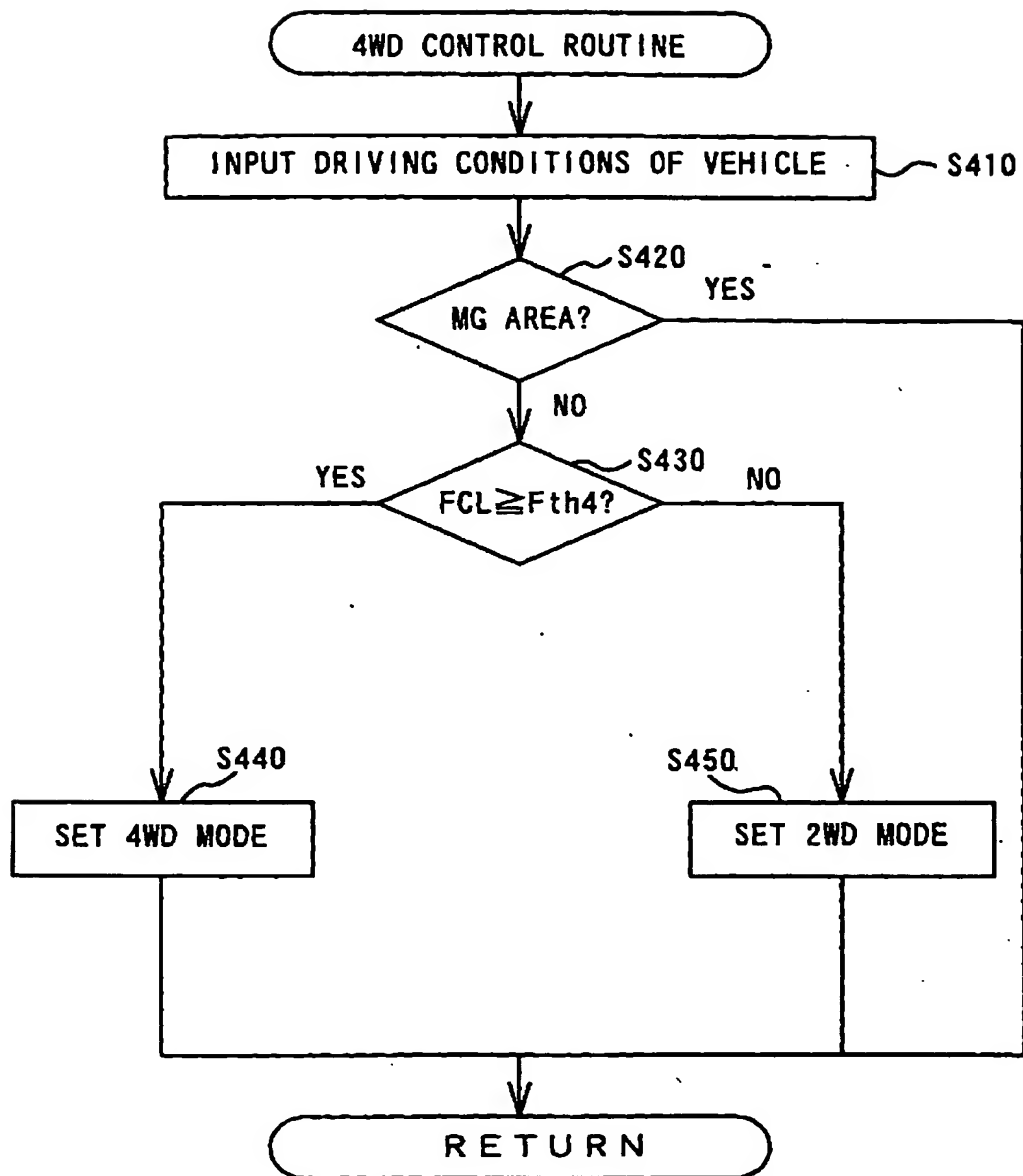 4WD CONTROL ROUTINE
INPUT DRIVING CONDITIONS OF VEHICLE
S410
S420
YES
MG AREA?
NO
S430
YES
NO
FCL≧Fth4?
S440
S450
SET 4WD MODE
SET 2WD MODE
RETURN